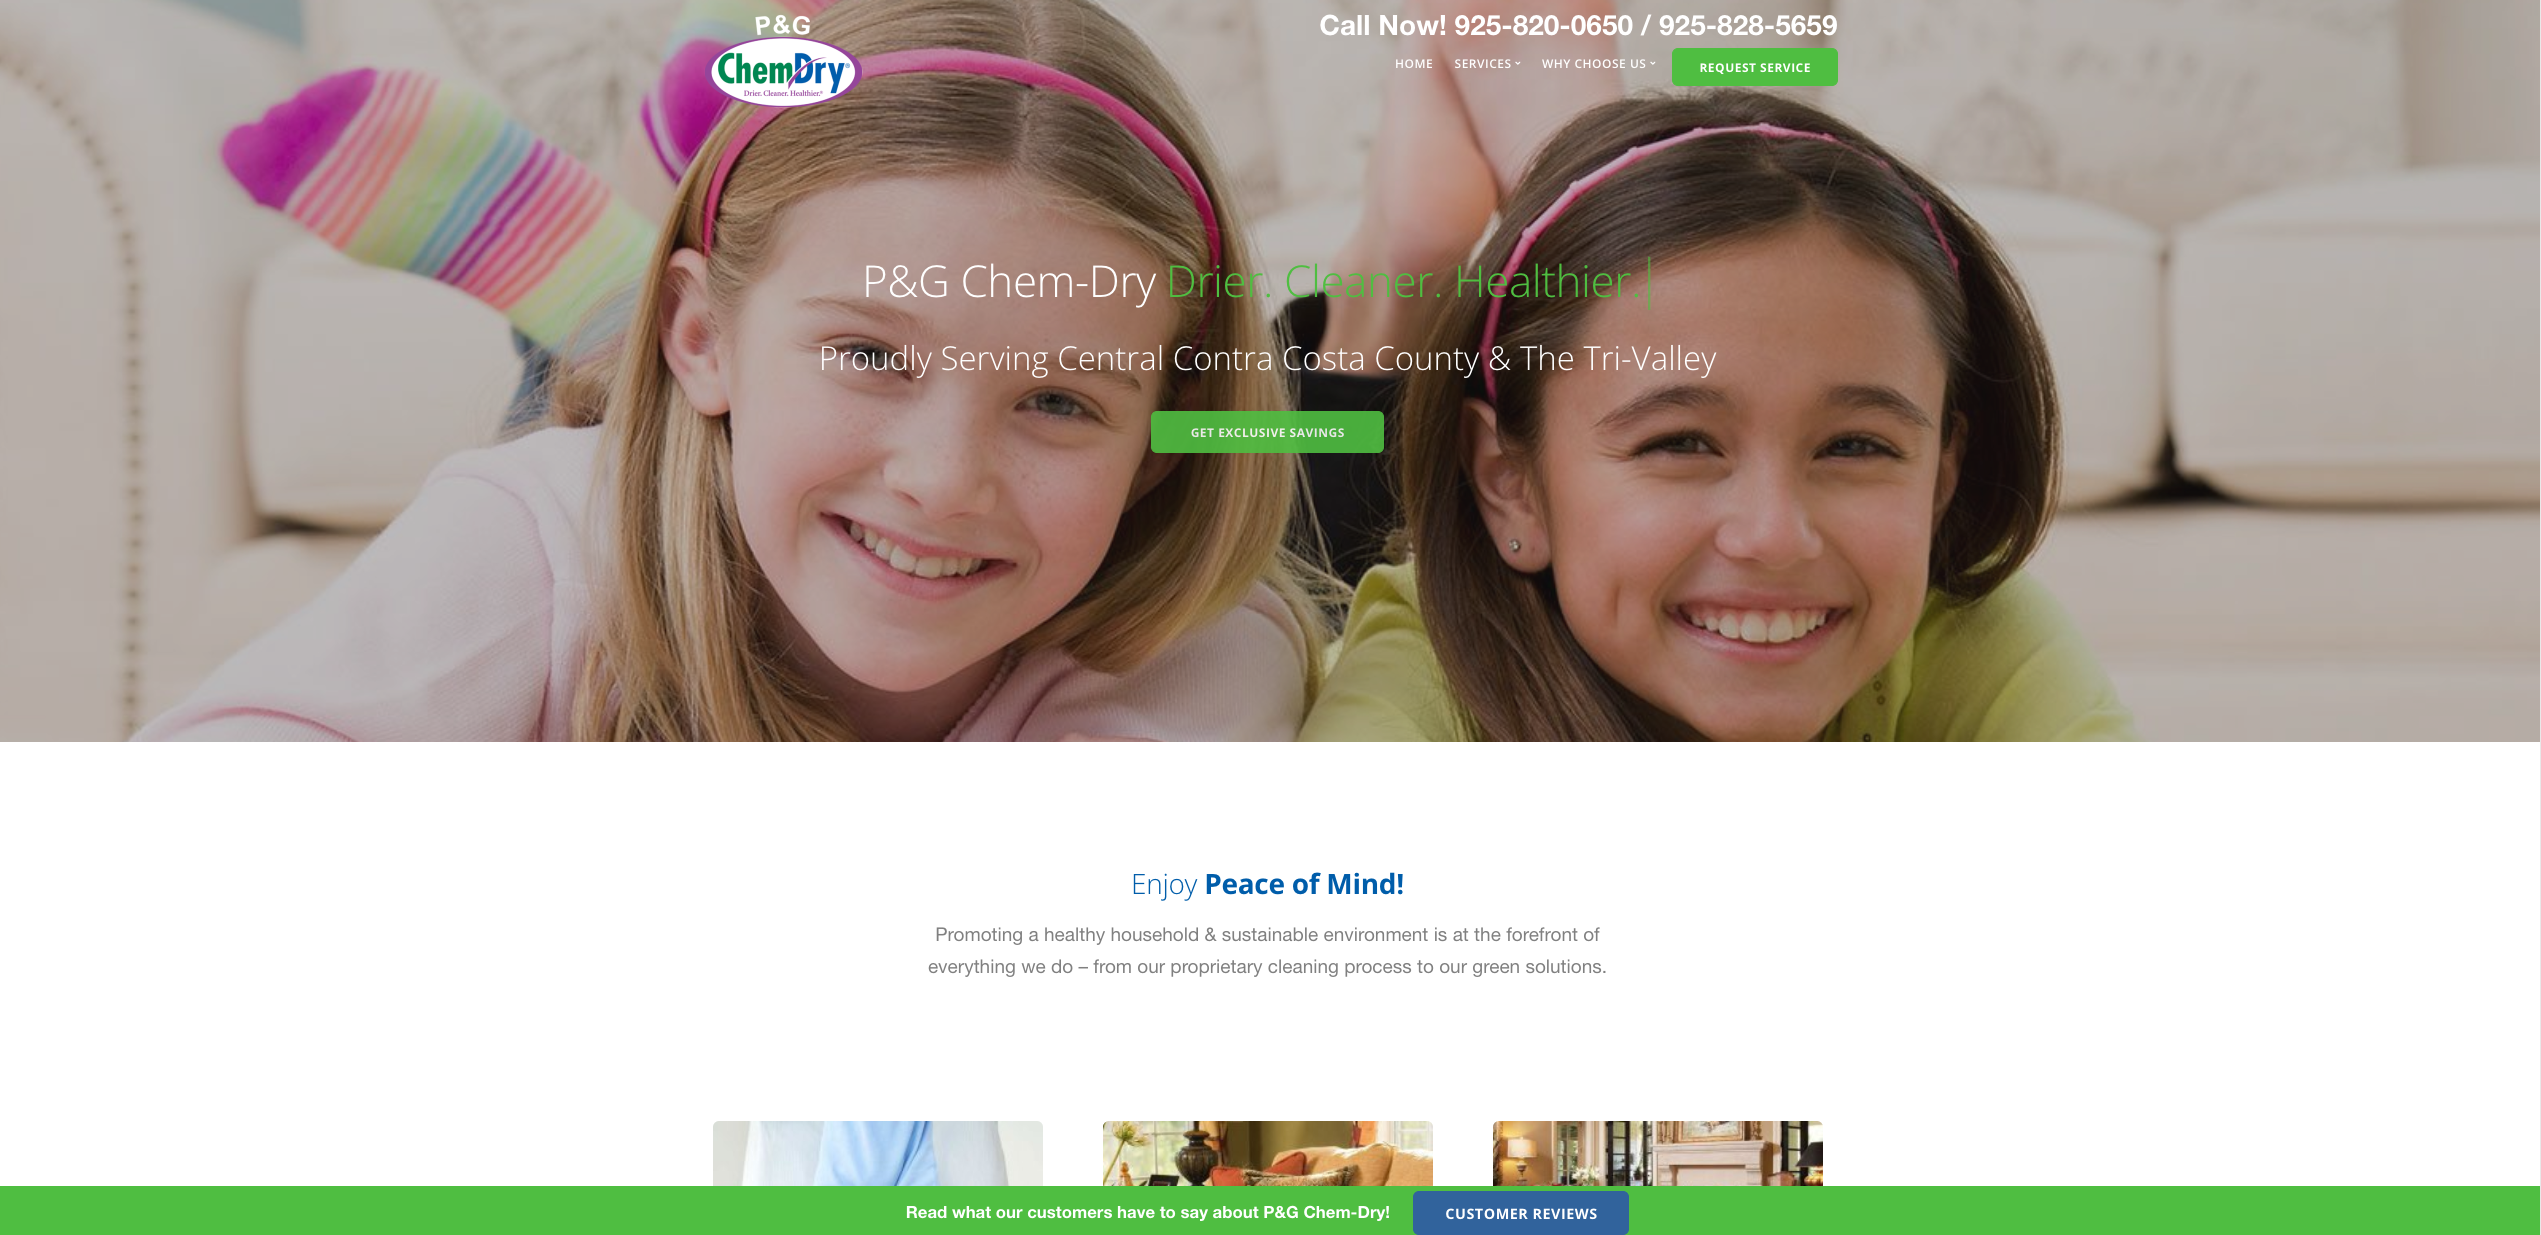 P&G
ChemDry®
Drier. Cleaner. Healthier.®
Call Now! 925-820-0650 / 925-828-5659
HOME SERVICES WHY CHOOSE US REQUEST SERVICE
P&G Chem-Dry Drier. Cleaner. Healthier.
Proudly Serving Central Contra Costa County & The Tri-Valley
GET EXCLUSIVE SAVINGS
Enjoy Peace of Mind!
Promoting a healthy household & sustainable environment is at the forefront of
everything we do – from our proprietary cleaning process to our green solutions.
Read what our customers have to say about P&G Chem-Dry! CUSTOMER REVIEWS